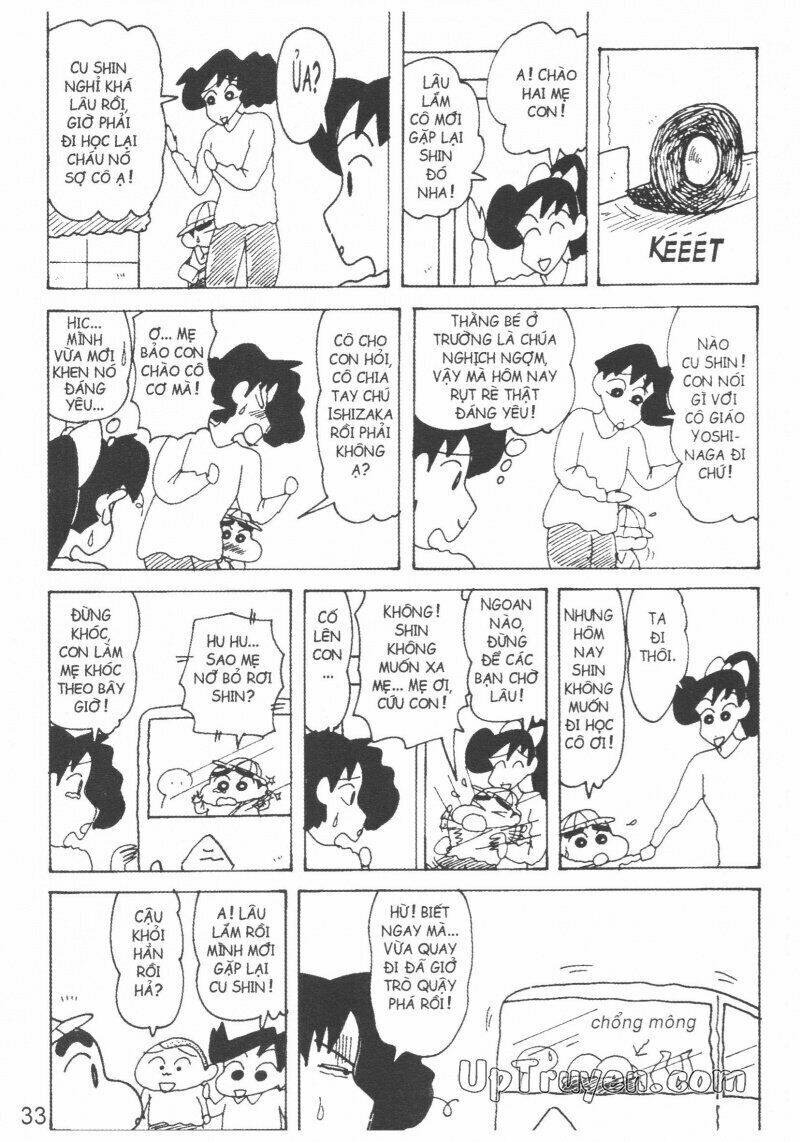 KÉÉÉT
A! CHÀO
HAI MẸ
CON!
LÂU
LẮM
CÔ MỚI
GẶP LẠI
SHIN
ĐÓ
NHA!
ỦA?
CU SHIN
NGHỈ KHÁ
LÂU RỒI,
GIỜ PHẢI
ĐI HỌC LẠI
CHÁU NÓ
SỢ CÔ Ạ!
NÀO
CU SHIN!
CON NÓI
GÌ VỚI
CÔ GIÁO
YOSHI-
NAGA ĐI
CHỨ!
THẰNG BÉ Ở
TRƯỜNG LÀ CHÚA
NGHỊCH NGỢM,
VẬY MÀ HÔM NAY
RỤT RÈ THẬT
ĐÁNG YÊU!
CÔ CHO
CON HỎI,
CÔ CHIA
TAY CHÚ
ISHIZAKA
RỒI PHẢI
KHÔNG
Ạ?
Ơ... MẸ
BẢO CON
CHÀO CÔ
CƠ MÀ!
HIC...
MÌNH
VỪA MỚI
KHEN NÓ
ĐÁNG
YÊU...
TA
ĐI
THÔI.
NHƯNG
HÔM
NAY
SHIN
KHÔNG
MUỐN
ĐI HỌC
CÔ ƠI!
NGOAN
NÀO,
ĐỪNG
ĐỂ CÁC
BẠN CHỜ
LÂU!
KHÔNG!
SHIN
KHÔNG
MUỐN XA
MẸ... MẸ ƠI,
CỨU CON!
CỐ
LÊN
CON
...
HU HU...
SAO MẸ
NỠ BỎ RƠI
SHIN?
ĐỪNG
KHÓC,
CON LÀM
MẸ KHÓC
THEO BÂY
GIỜ!
HỪ! BIẾT
NGAY MÀ...
VỪA QUAY
ĐI ĐÃ GIỞ
TRÒ QUẬY
PHÁ RỒI!
chổng mông
A! LÂU
LẮM RỒI
MÌNH MỚI
GẶP LẠI
CU SHIN!
CẬU
KHỎI
HẲN
RỒI
HẢ?
UpTruyen.com
33